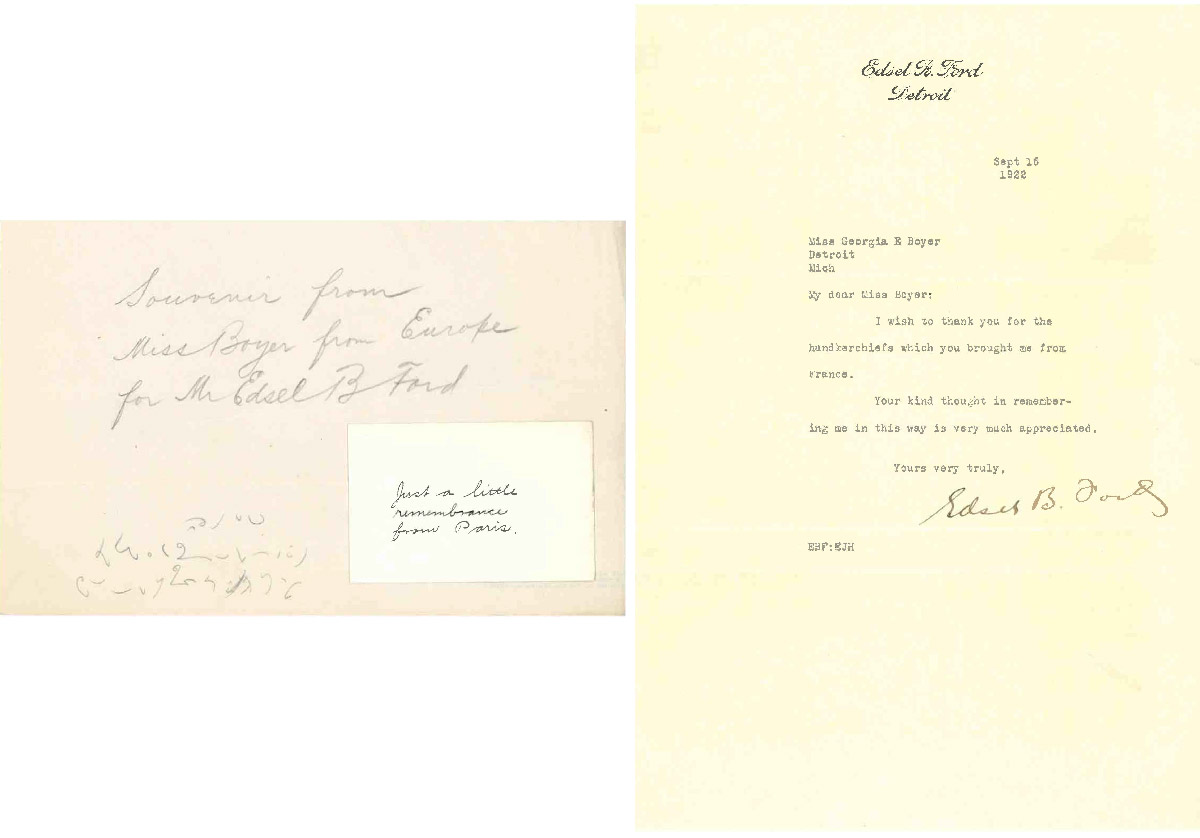 Souvenir from
Miss Boyer from Europe
for Mr Edsel B Ford
Just a little
remembrance
from Paris.
Edsel B. Ford
Detroit
Sept 16
1922
Miss Georgia E Boyer
Detroit
Mich
My dear Miss Boyer:
I wish to thank you for the
handkerchiefs which you brought me from
France.
Your kind thought in remember-
ing me in this way is very much appreciated.
Yours very truly,
Edsel B. Ford
EBF:EJH